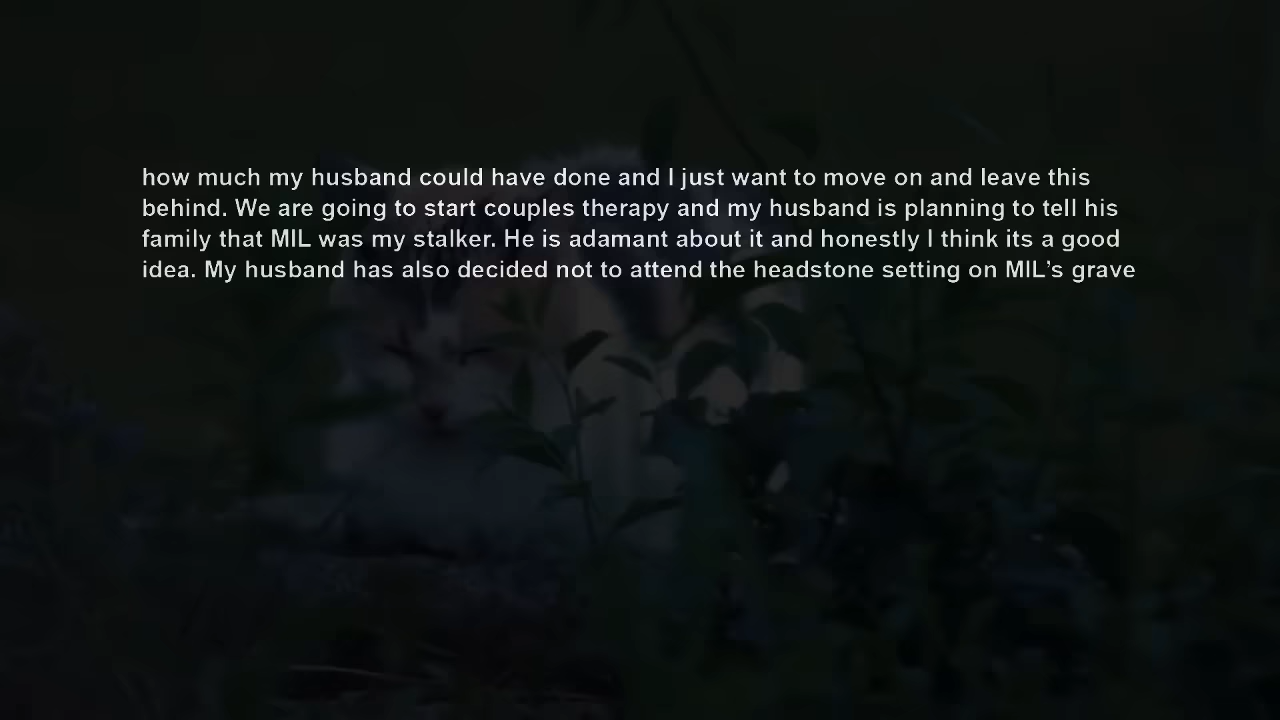 how much my husband could have done and I just want to move on and leave this
behind. We are going to start couples therapy and my husband is planning to tell his
family that MIL was my stalker. He is adamant about it and honestly I think its a good
idea. My husband has also decided not to attend the headstone setting on MIL’s grave